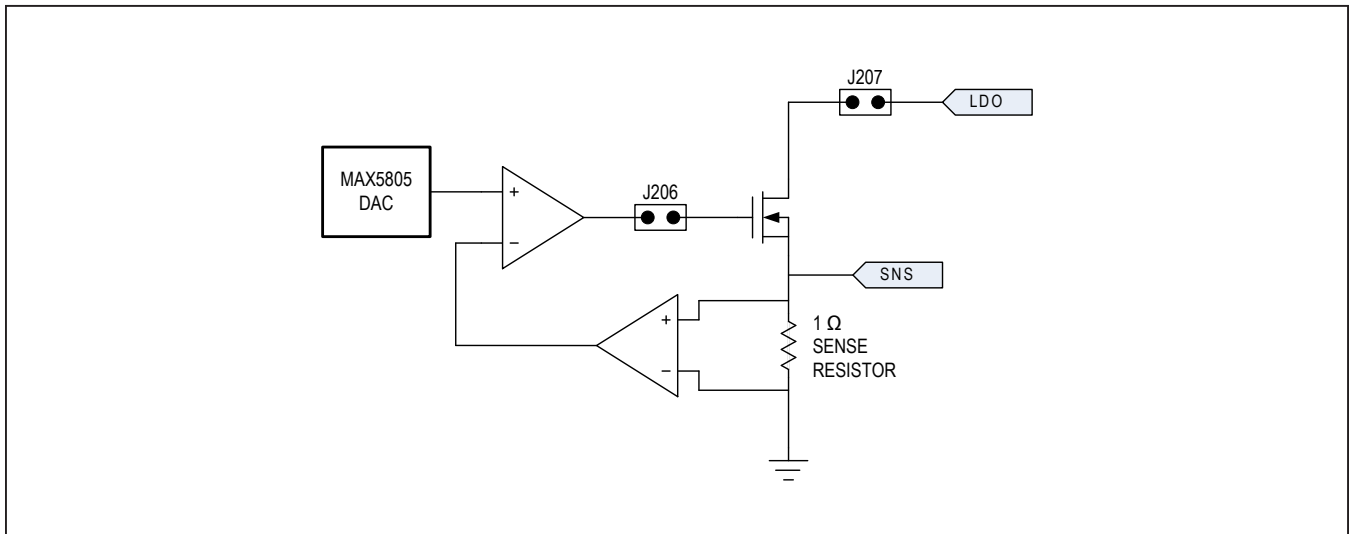 J207
LDO
MAX5805
DAC
+
−
J206
SNS
+
−
1 Ω
SENSE
RESISTOR